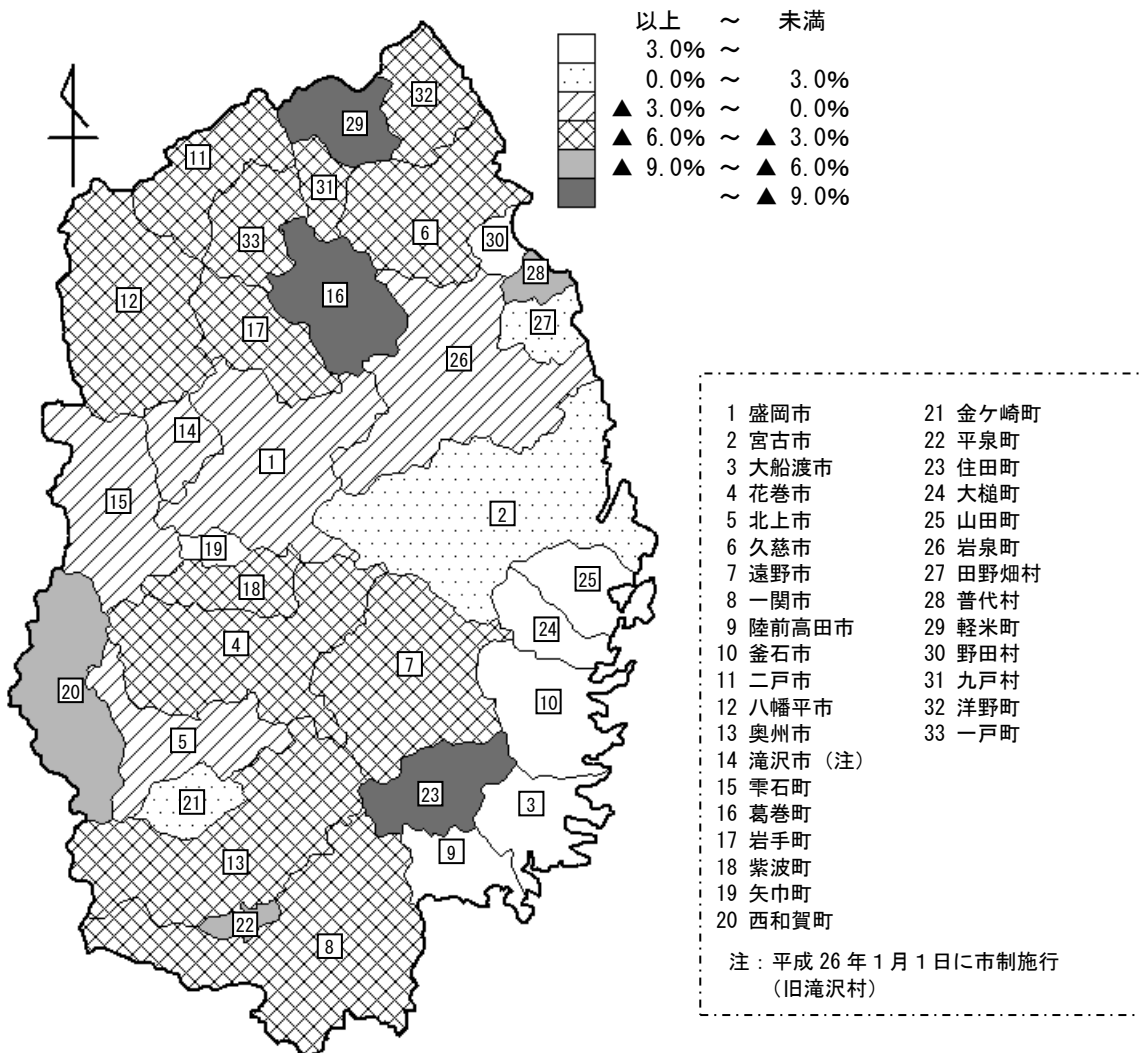 以上 ～ 未満
3.0% ～
0.0% ～ 3.0%
▲ 3.0% ～ 0.0%
▲ 6.0% ～ ▲ 3.0%
▲ 9.0% ～ ▲ 6.0%
～ ▲ 9.0%
32
29
11
31
33
6
30
28
16
12
27
17
26
14
1
15
2
19
25
18
24
4
7
20
10
5
21
23
3
13
9
22
8
1 盛岡市
2 宮古市
3 大船渡市
4 花巻市
5 北上市
6 久慈市
7 遠野市
8 一関市
9 陸前高田市
10 釜石市
11 二戸市
12 八幡平市
13 奥州市
14 滝沢市（注）
15 雫石町
16 葛巻町
17 岩手町
18 紫波町
19 矢巾町
20 西和賀町
21 金ケ崎町
22 平泉町
23 住田町
24 大槌町
25 山田町
26 岩泉町
27 田野畑村
28 普代村
29 軽米町
30 野田村
31 九戸村
32 洋野町
33 一戸町
注：平成 26 年 1 月 1 日に市制施行
（旧滝沢村）